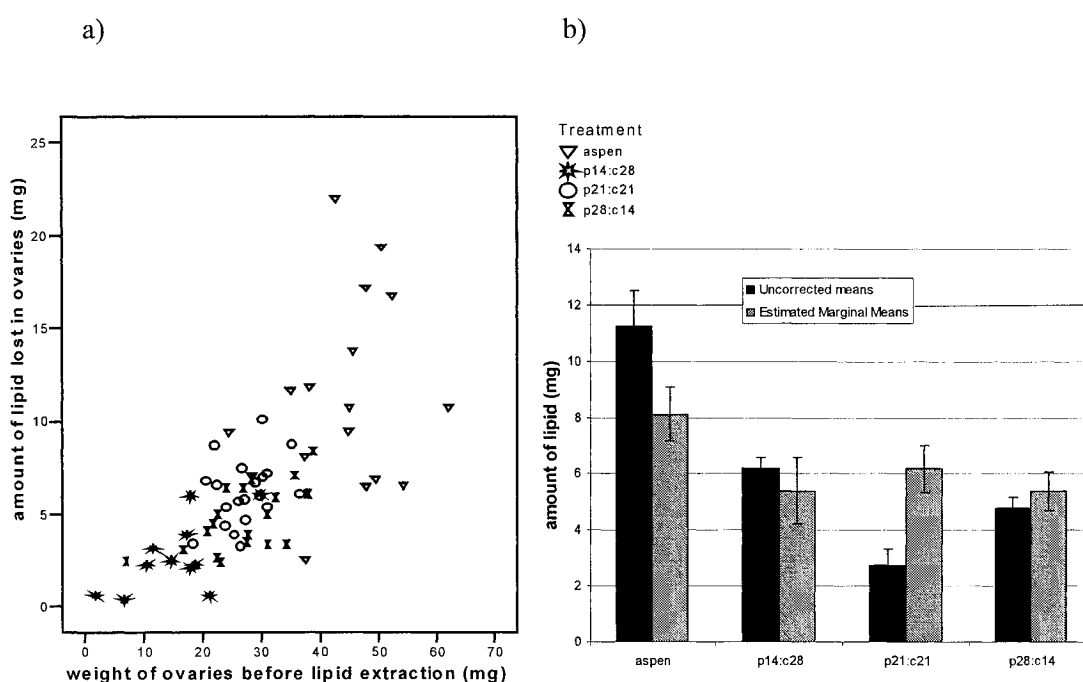 a)
b)
amount of lipid lost in ovaries (mg)
25
20
15
10
5
0
0 10 20 30 40 50 60 70
weight of ovaries before lipid extraction (mg)
Treatment
aspen
p14:c28
p21:c21
p28:c14
amount of lipid (mg)
14
12
10
8
6
4
2
0
Uncorrected means
Estimated Marginal Means
aspen p14:c28 p21:c21 p28:c14